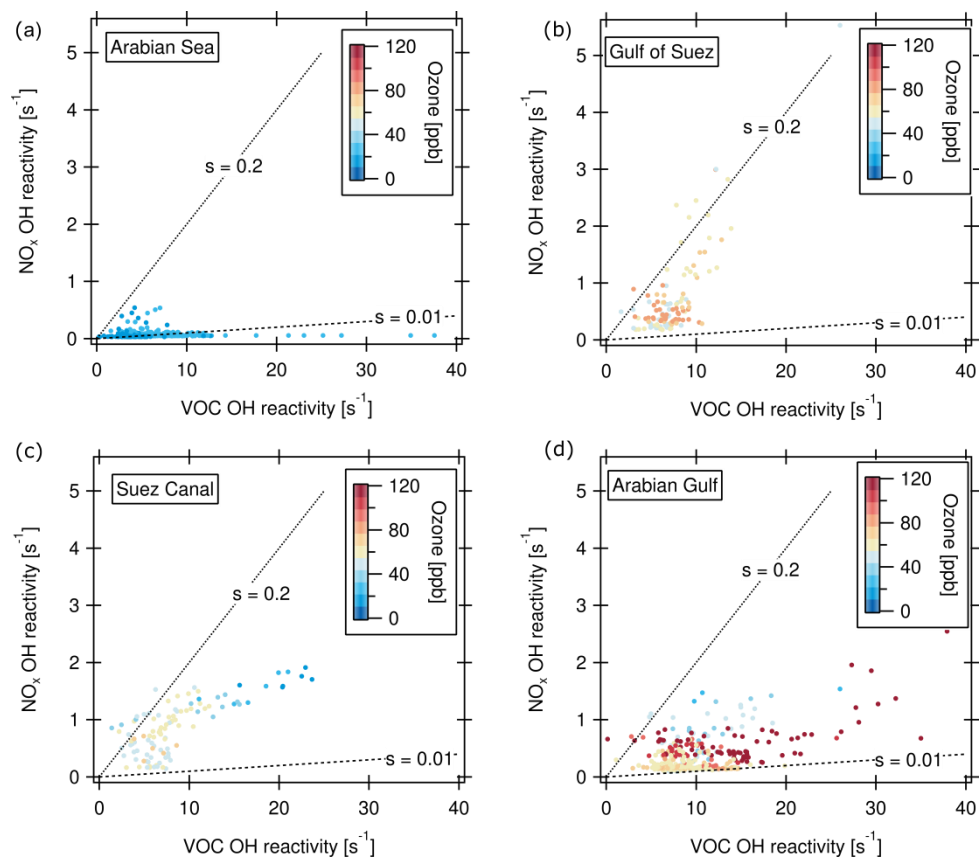 (a)
Arabian Sea
NOx OH reactivity [s-1]
5
4
3
2
1
0
s = 0.2
s = 0.01
120
80
40
0
Ozone [ppb]
0 10 20 30 40
VOC OH reactivity [s-1]
(b)
Gulf of Suez
NOx OH reactivity [s-1]
5
4
3
2
1
0
s = 0.2
s = 0.01
120
80
40
0
Ozone [ppb]
0 10 20 30 40
VOC OH reactivity [s-1]
(c)
Suez Canal
NOx OH reactivity [s-1]
5
4
3
2
1
0
s = 0.2
s = 0.01
120
80
40
0
Ozone [ppb]
0 10 20 30 40
VOC OH reactivity [s-1]
(d)
Arabian Gulf
NOx OH reactivity [s-1]
5
4
3
2
1
0
s = 0.2
s = 0.01
120
80
40
0
Ozone [ppb]
0 10 20 30 40
VOC OH reactivity [s-1]